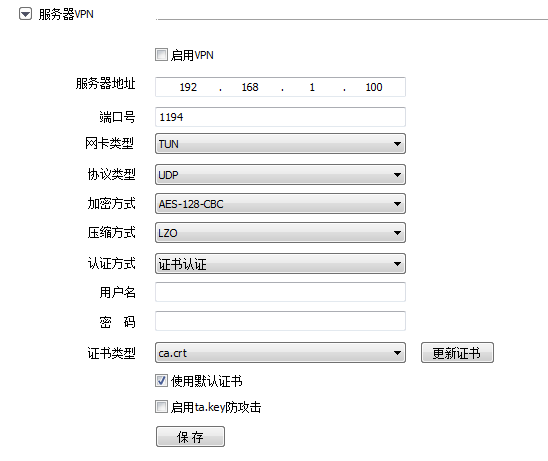 服务器VPN
启用VPN
服务器地址 192 . 168 . 1 . 100
端口号 1194
网卡类型 TUN
协议类型 UDP
加密方式 AES-128-CBC
压缩方式 LZO
认证方式 证书认证
用户名
密 码
证书类型 ca.crt 更新证书
使用默认证书
启用ta.key防攻击
保 存